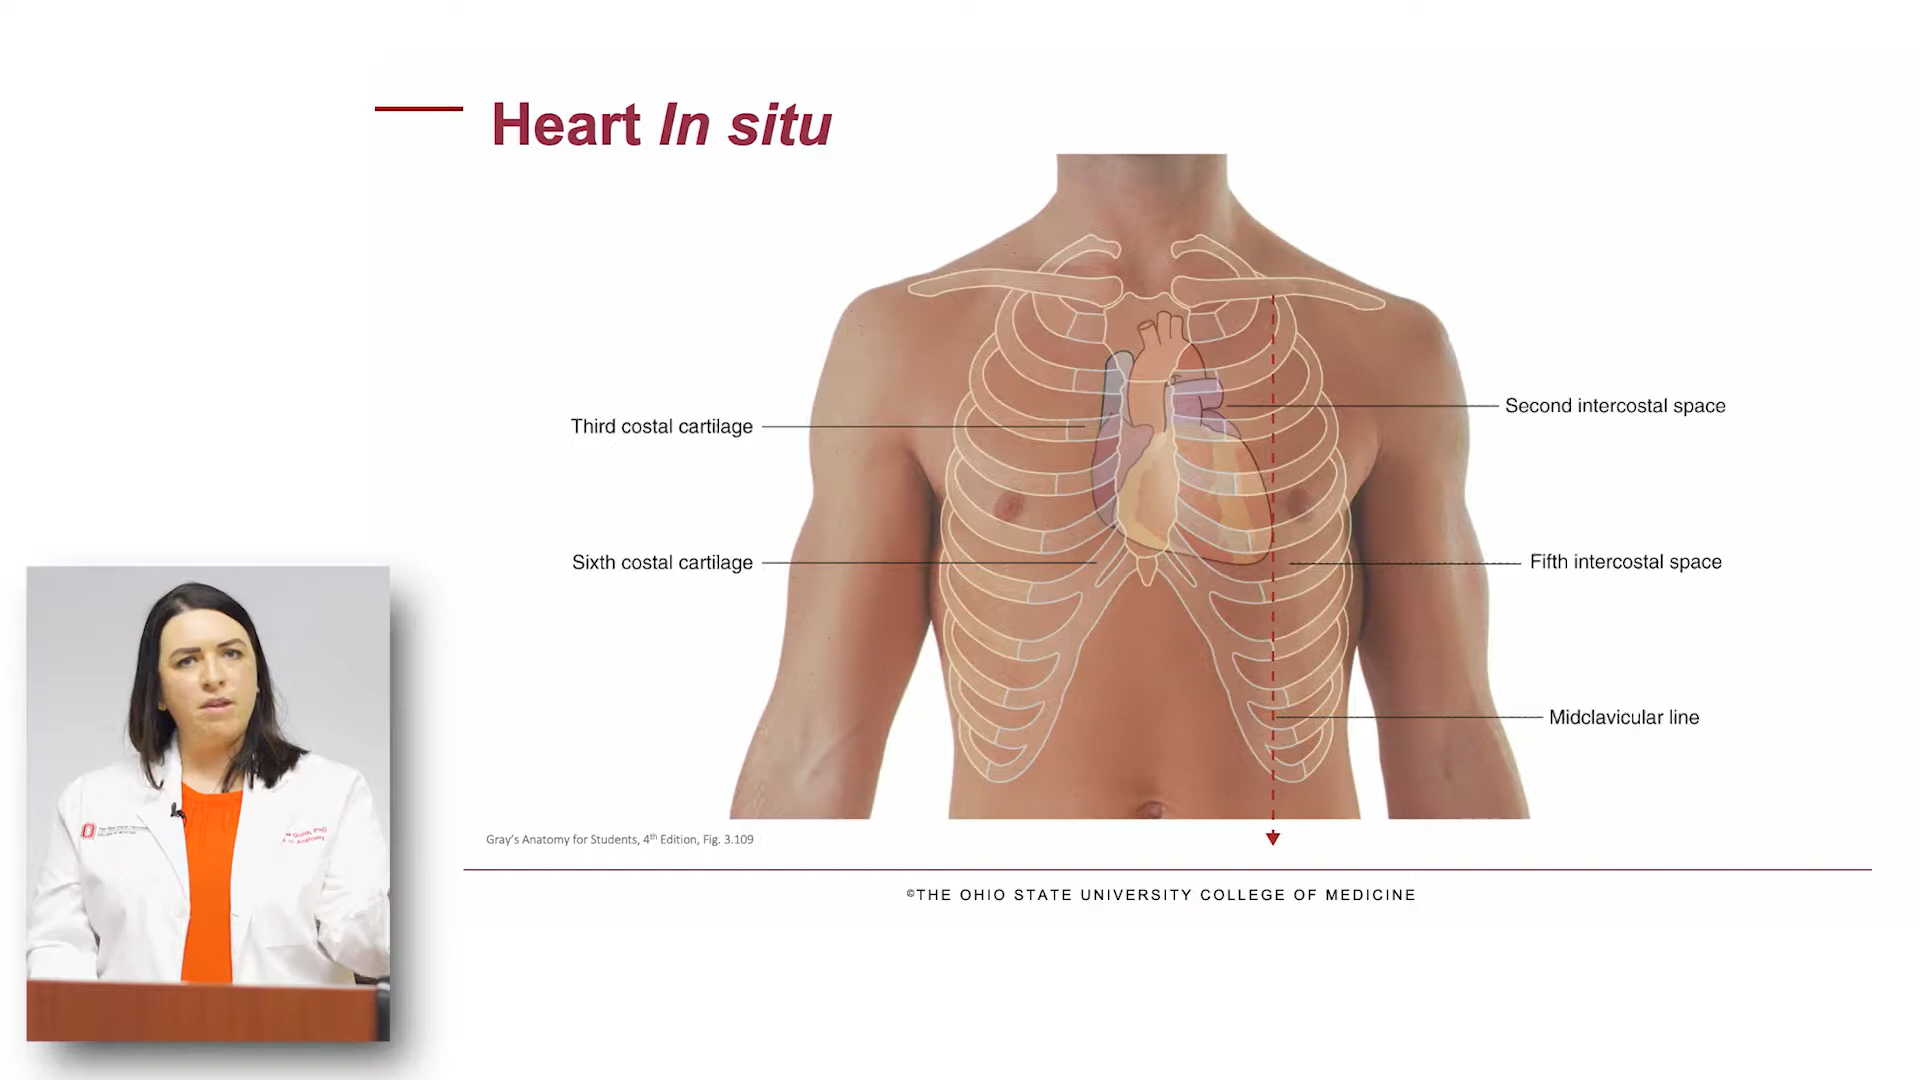 Heart In situ
Third costal cartilage
Second intercostal space
Sixth costal cartilage
Fifth intercostal space
Midclavicular line
Gray's Anatomy for Students, 4th Edition, Fig. 3.109
©THE OHIO STATE UNIVERSITY COLLEGE OF MEDICINE